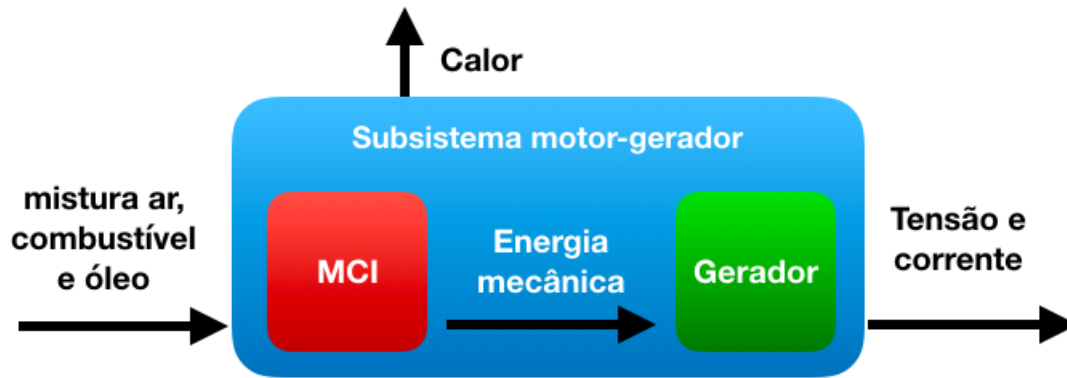 Calor
Subsistema motor-gerador
mistura ar,
combustível
e óleo
MCI
Energia
mecânica
Gerador
Tensão e
corrente